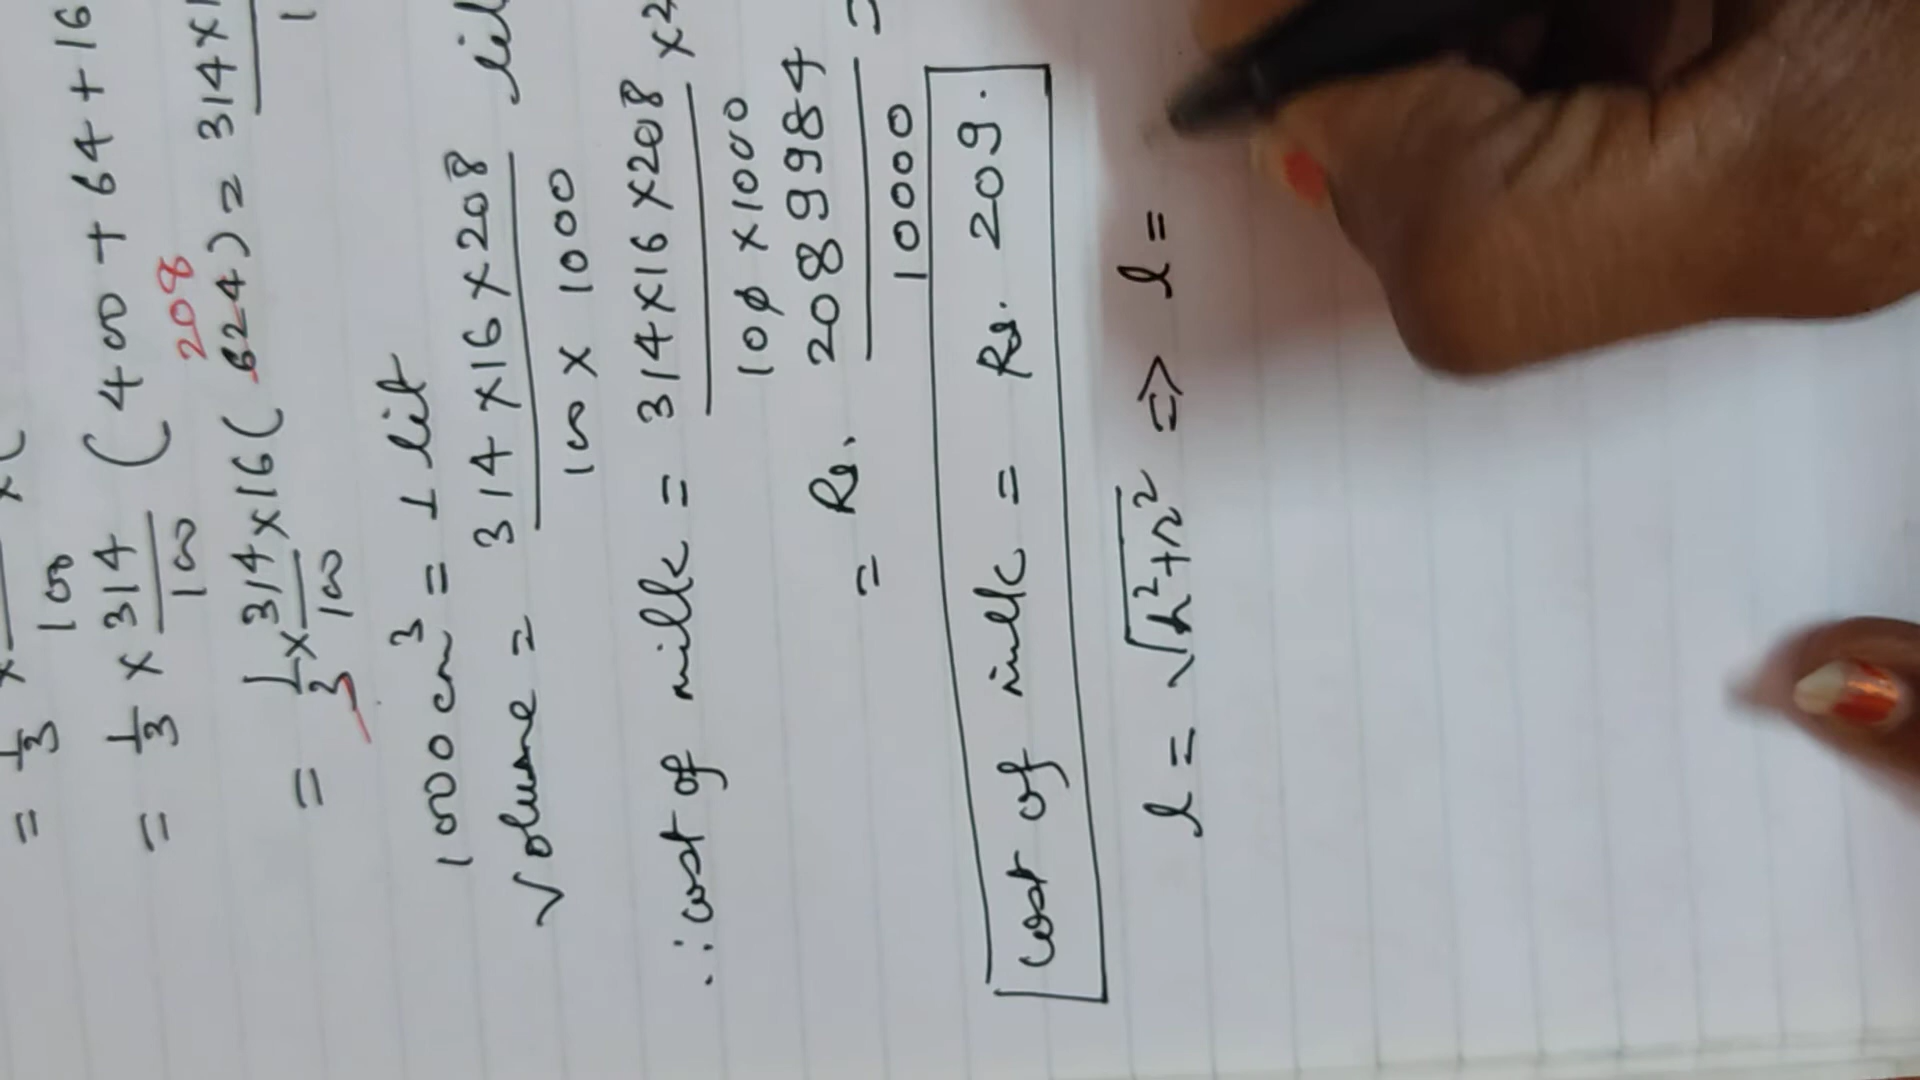 = 1/3 × /100 ×(
= 1/3 × 314/100 (400 + 64 + 16
208
= 1/3 × 314/100 × 16 ( 624) = 314×1
1000 cm³ = 1 lit
Volume = 314 × 16 × 208 / 100 × 1000 lit
∴ cost of milk = 314×16×208 / 100 × 1000 ×2
= Rs. 2089984 / 10000 =
cost of milk = Rs. 209.
l = √h²+r² => l =